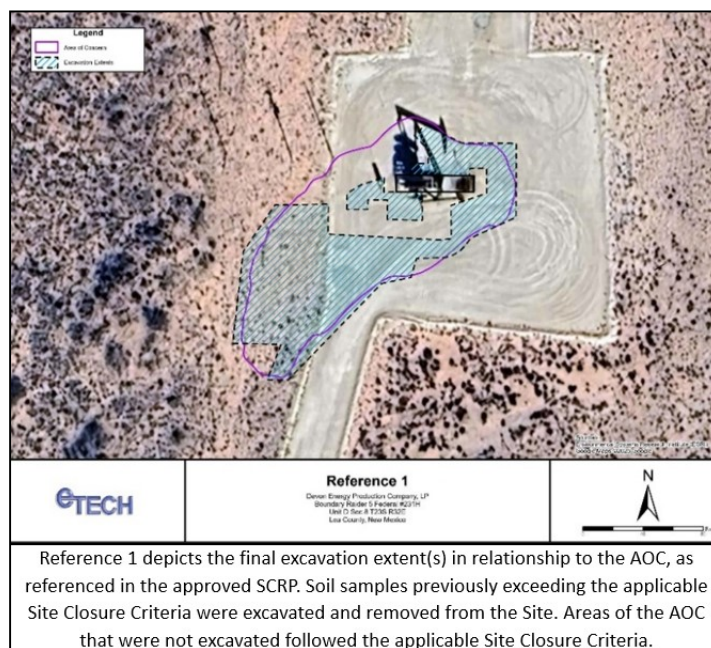 Legend
Area of Concern
Excavation Extents
eTECH
Reference 1
Devon Energy Production Company, LP
Boundary Raider 5 Federal #231H
Unit D Sec 8 T23S R32E
Lea County, New Mexico
N
Reference 1 depicts the final excavation extent(s) in relationship to the AOC, as
referenced in the approved SCRP. Soil samples previously exceeding the applicable
Site Closure Criteria were excavated and removed from the Site. Areas of the AOC
that were not excavated followed the applicable Site Closure Criteria.